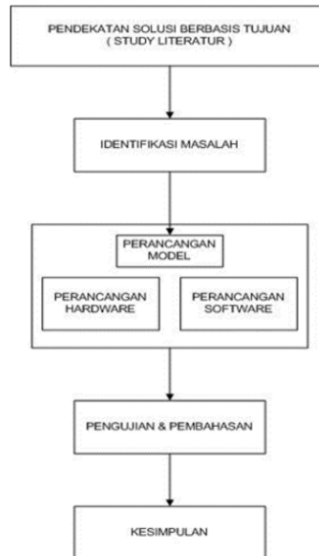 PENDEKATAN SOLUSI BERBASIS TUJUAN
( STUDY LITERATUR )
IDENTIFIKASI MASALAH
PERANCANGAN
MODEL
PERANCANGAN
HARDWARE
PERANCANGAN
SOFTWARE
PENGUJIAN & PEMBAHASAN
KESIMPULAN